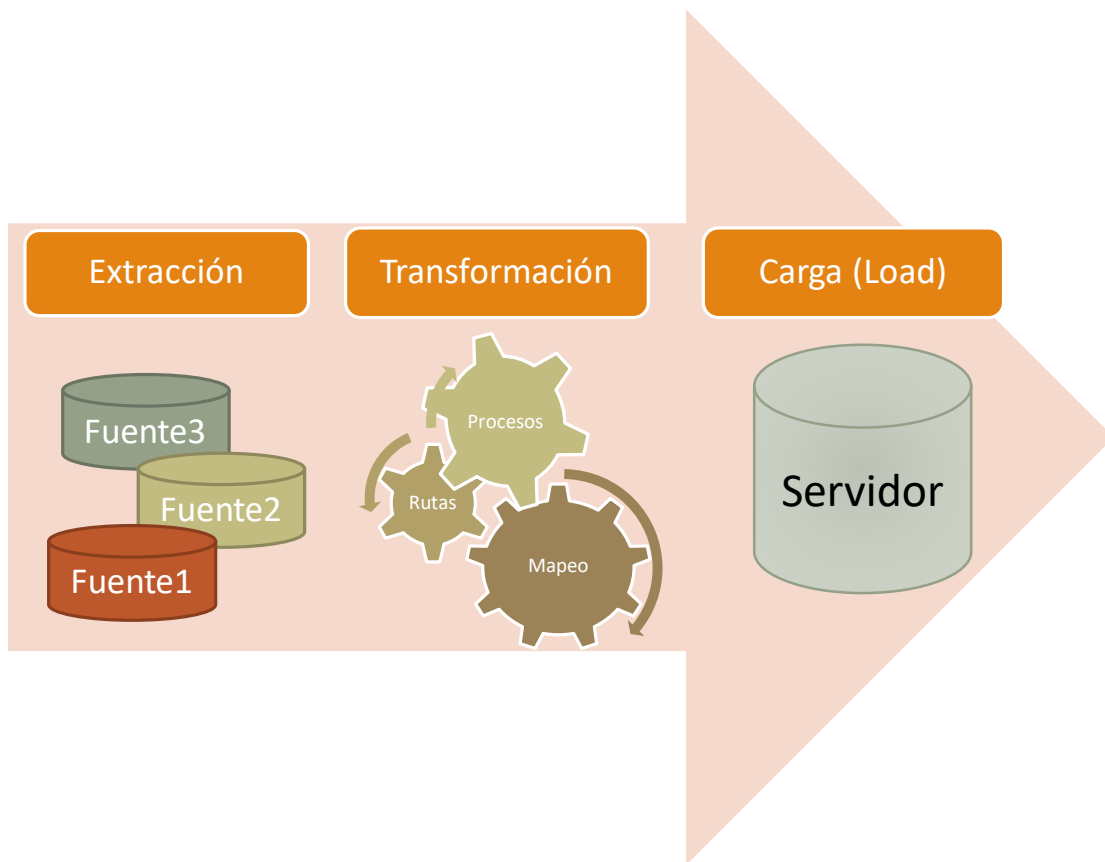 Extracción
Transformación
Carga (Load)
Fuente3
Fuente2
Fuente1
Procesos
Rutas
Mapeo
Servidor